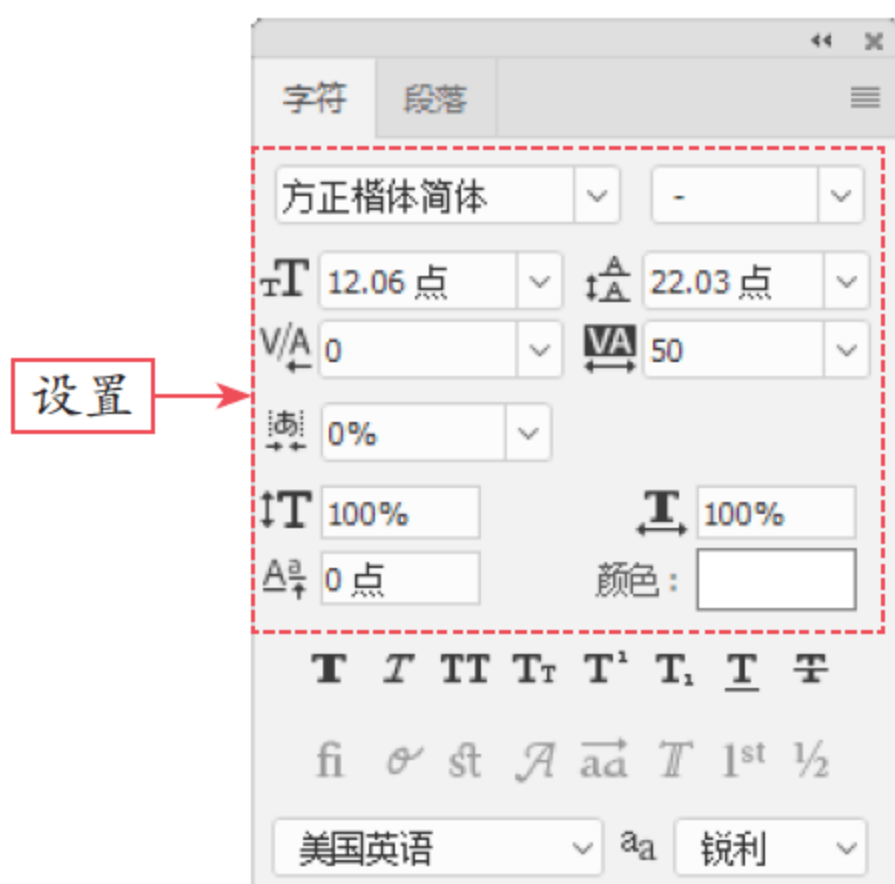 字符 段落
方正楷体简体 -
12.06 点 22.03 点
V/A 0 VA 50
あ 0%
T 100% T 100%
0 点 颜色：
设置
T T TT Tт T¹ T₁ T T
fi st A aa T 1st ½
美国英语 aa 锐利